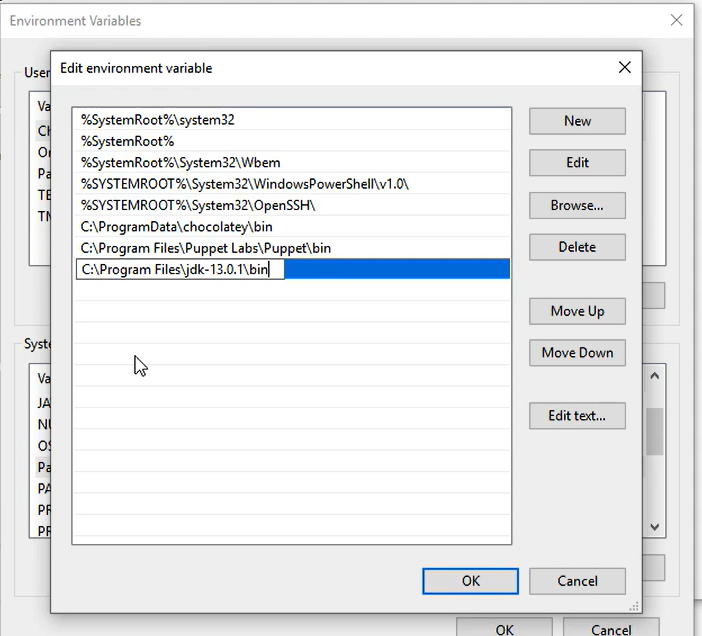 Environment Variables
Edit environment variable
User
Va
%SystemRoot%\system32
New
Ch
%SystemRoot%
Or
%SystemRoot%\System32\Wbem
Edit
Pa
%SYSTEMROOT%\System32\WindowsPowerShell\v1.0\
TE
%SYSTEMROOT%\System32\OpenSSH\
Browse...
TM
C:\ProgramData\chocolatey\bin
C:\Program Files\Puppet Labs\Puppet\bin
Delete
C:\Program Files\jdk-13.0.1\bin
Move Up
Syste
Move Down
Va
JA
NU
Edit text...
OS
Pa
PA
PR
PR
OK
Cancel
OK
Cancel